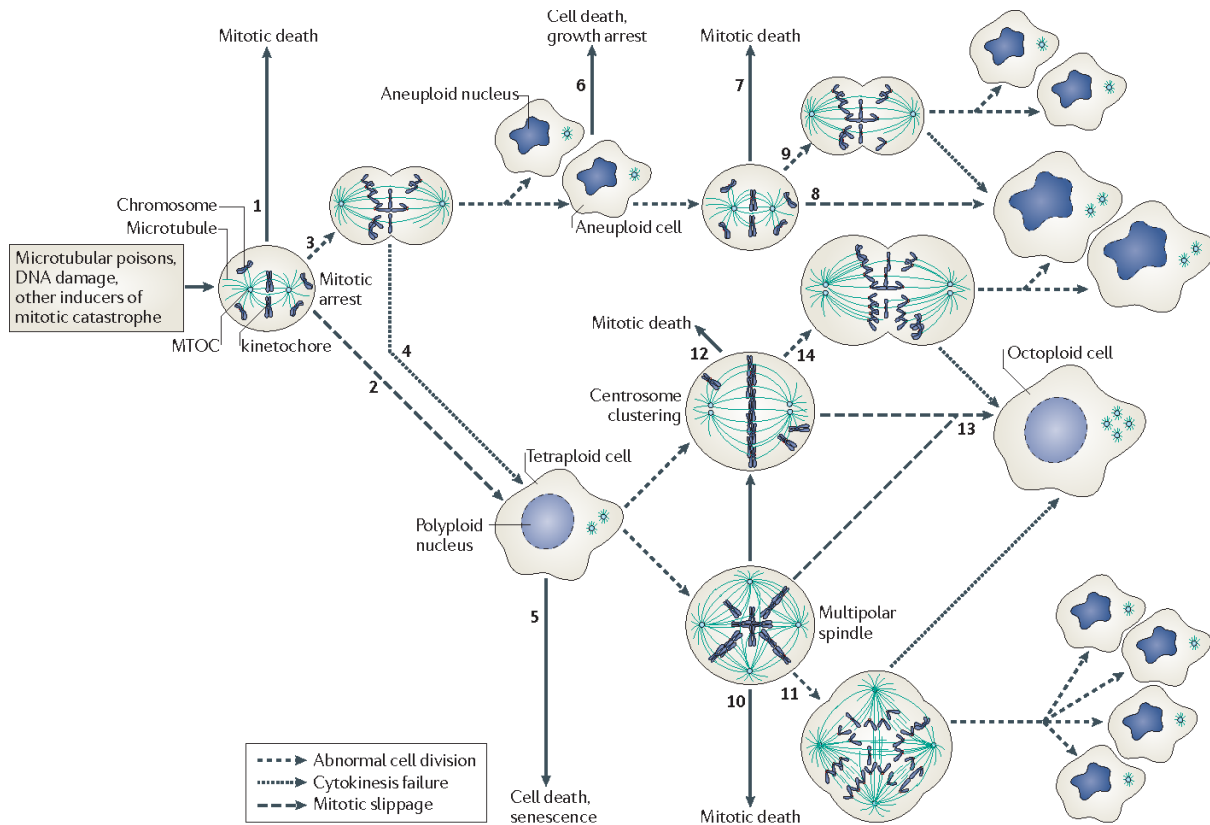 Mitotic death
Cell death,
growth arrest
Mitotic death
1
6
7
Aneuploid nucleus
9
8
Chromosome
Microtubule
3
Aneuploid cell
Microtubular poisons,
DNA damage,
other inducers of
mitotic catastrophe
Mitotic
arrest
MTOC
kinetochore
4
2
Mitotic death
12
14
Centrosome
clustering
Octoploid cell
13
Tetraploid cell
Polyploid
nucleus
5
Multipolar
spindle
10
11
Abnormal cell division
Cytokinesis failure
Mitotic slippage
Cell death,
senescence
Mitotic death